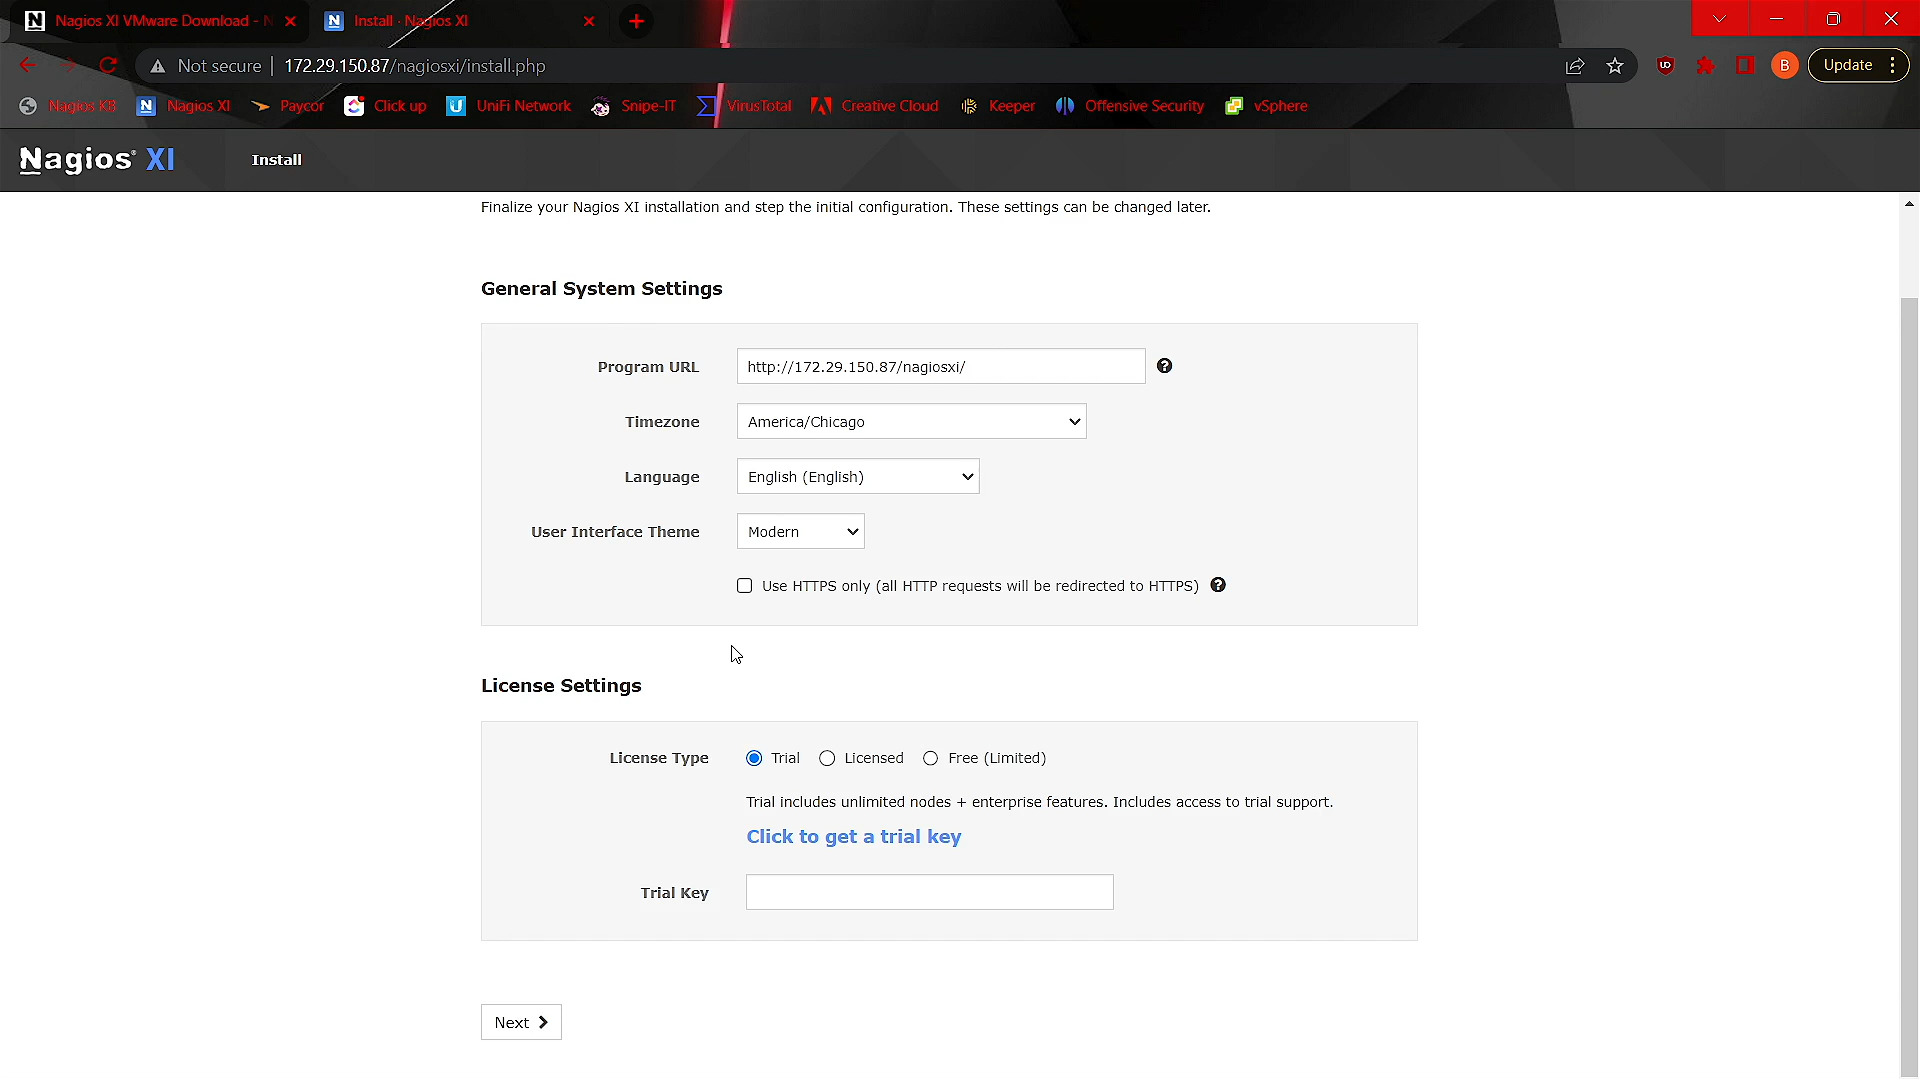 Nagios XI VMware Download - N
Install · Nagios XI
Not secure 172.29.150.87/nagiosxi/install.php
Update
Nagios KB Nagios XI Paycor Click up UniFi Network Snipe-IT VirusTotal Creative Cloud Keeper Offensive Security vSphere
Nagios® XI Install
Finalize your Nagios XI installation and step the initial configuration. These settings can be changed later.
General System Settings
Program URL http://172.29.150.87/nagiosxi/
Timezone America/Chicago
Language English (English)
User Interface Theme Modern
Use HTTPS only (all HTTP requests will be redirected to HTTPS)
License Settings
License Type Trial Licensed Free (Limited)
Trial includes unlimited nodes + enterprise features. Includes access to trial support.
Click to get a trial key
Trial Key
Next